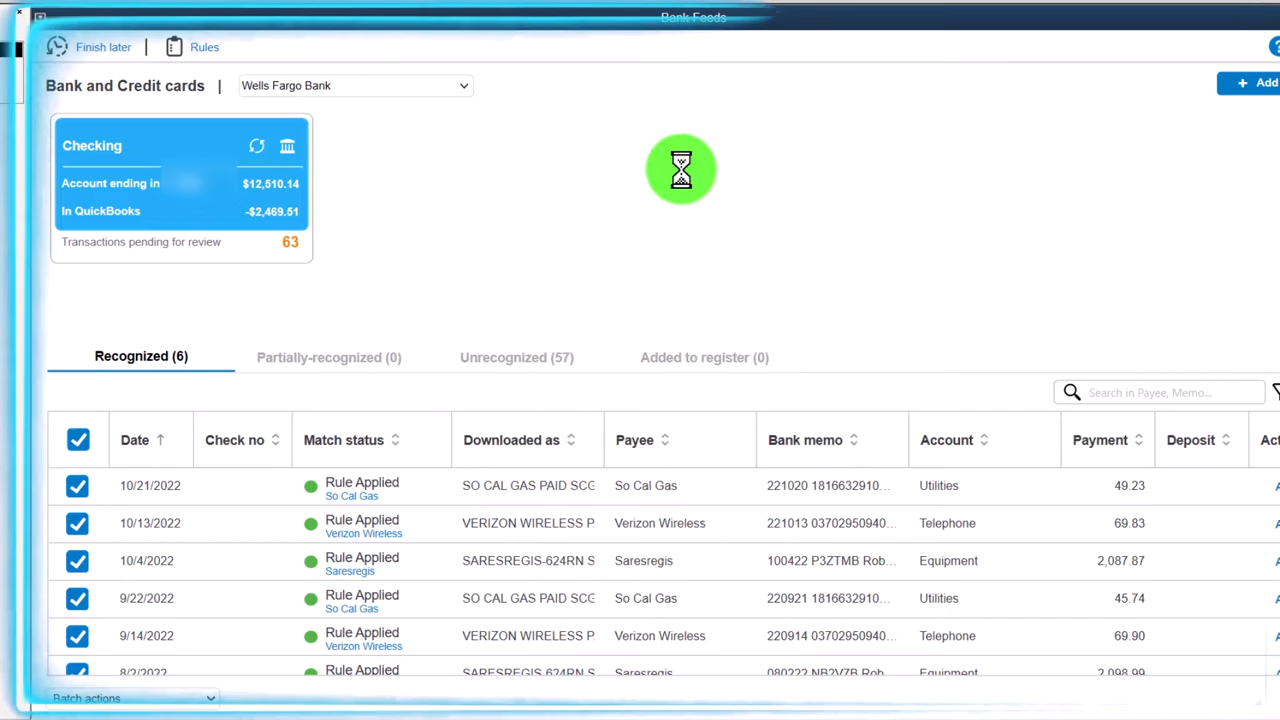 Bank Feeds
Finish later | Rules
Bank and Credit cards | Wells Fargo Bank
+ Add
Checking
Account ending in $12,510.14
In QuickBooks -$2,469.51
Transactions pending for review 63
Recognized (6) Partially-recognized (0) Unrecognized (57) Added to register (0)
Search in Payee, Memo...
Date Check no Match status Downloaded as Payee Bank memo Account Payment Deposit
10/21/2022 Rule Applied SO CAL GAS PAID SCG So Cal Gas 221020 1816632910... Utilities 49.23
So Cal Gas
10/13/2022 Rule Applied VERIZON WIRELESS P Verizon Wireless 221013 03702950940... Telephone 69.83
Verizon Wireless
10/4/2022 Rule Applied SARESREGIS-624RN S Saresregis 100422 P3ZTMB Rob... Equipment 2,087.87
Saresregis
9/22/2022 Rule Applied SO CAL GAS PAID SCG So Cal Gas 220921 1816632910... Utilities 45.74
So Cal Gas
9/14/2022 Rule Applied VERIZON WIRELESS P Verizon Wireless 220914 03702950940... Telephone 69.90
Verizon Wireless
8/2/2022 Rule Applied SARESREGIS-624RN S Saresregis 080222 NB2VZB Rob... Equipment 2,098.99
Batch actions